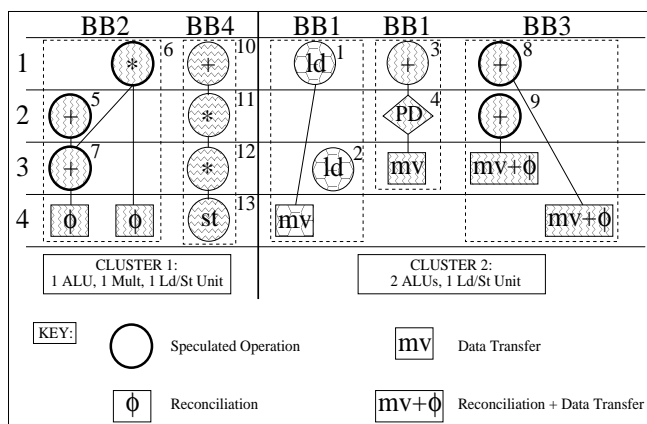 BB2 BB4 BB1 BB1 BB3
1 * 6 + 10 ld 1 + 3 + 8
2 + 5 * 11 PD 4 + 9
3 + 7 * 12 ld 2 mv mv+ϕ
4 ϕ ϕ st 13 mv mv+ϕ
CLUSTER 1:
1 ALU, 1 Mult, 1 Ld/St Unit
CLUSTER 2:
2 ALUs, 1 Ld/St Unit
KEY:
Speculated Operation
mv Data Transfer
ϕ Reconciliation
mv+ϕ Reconciliation + Data Transfer